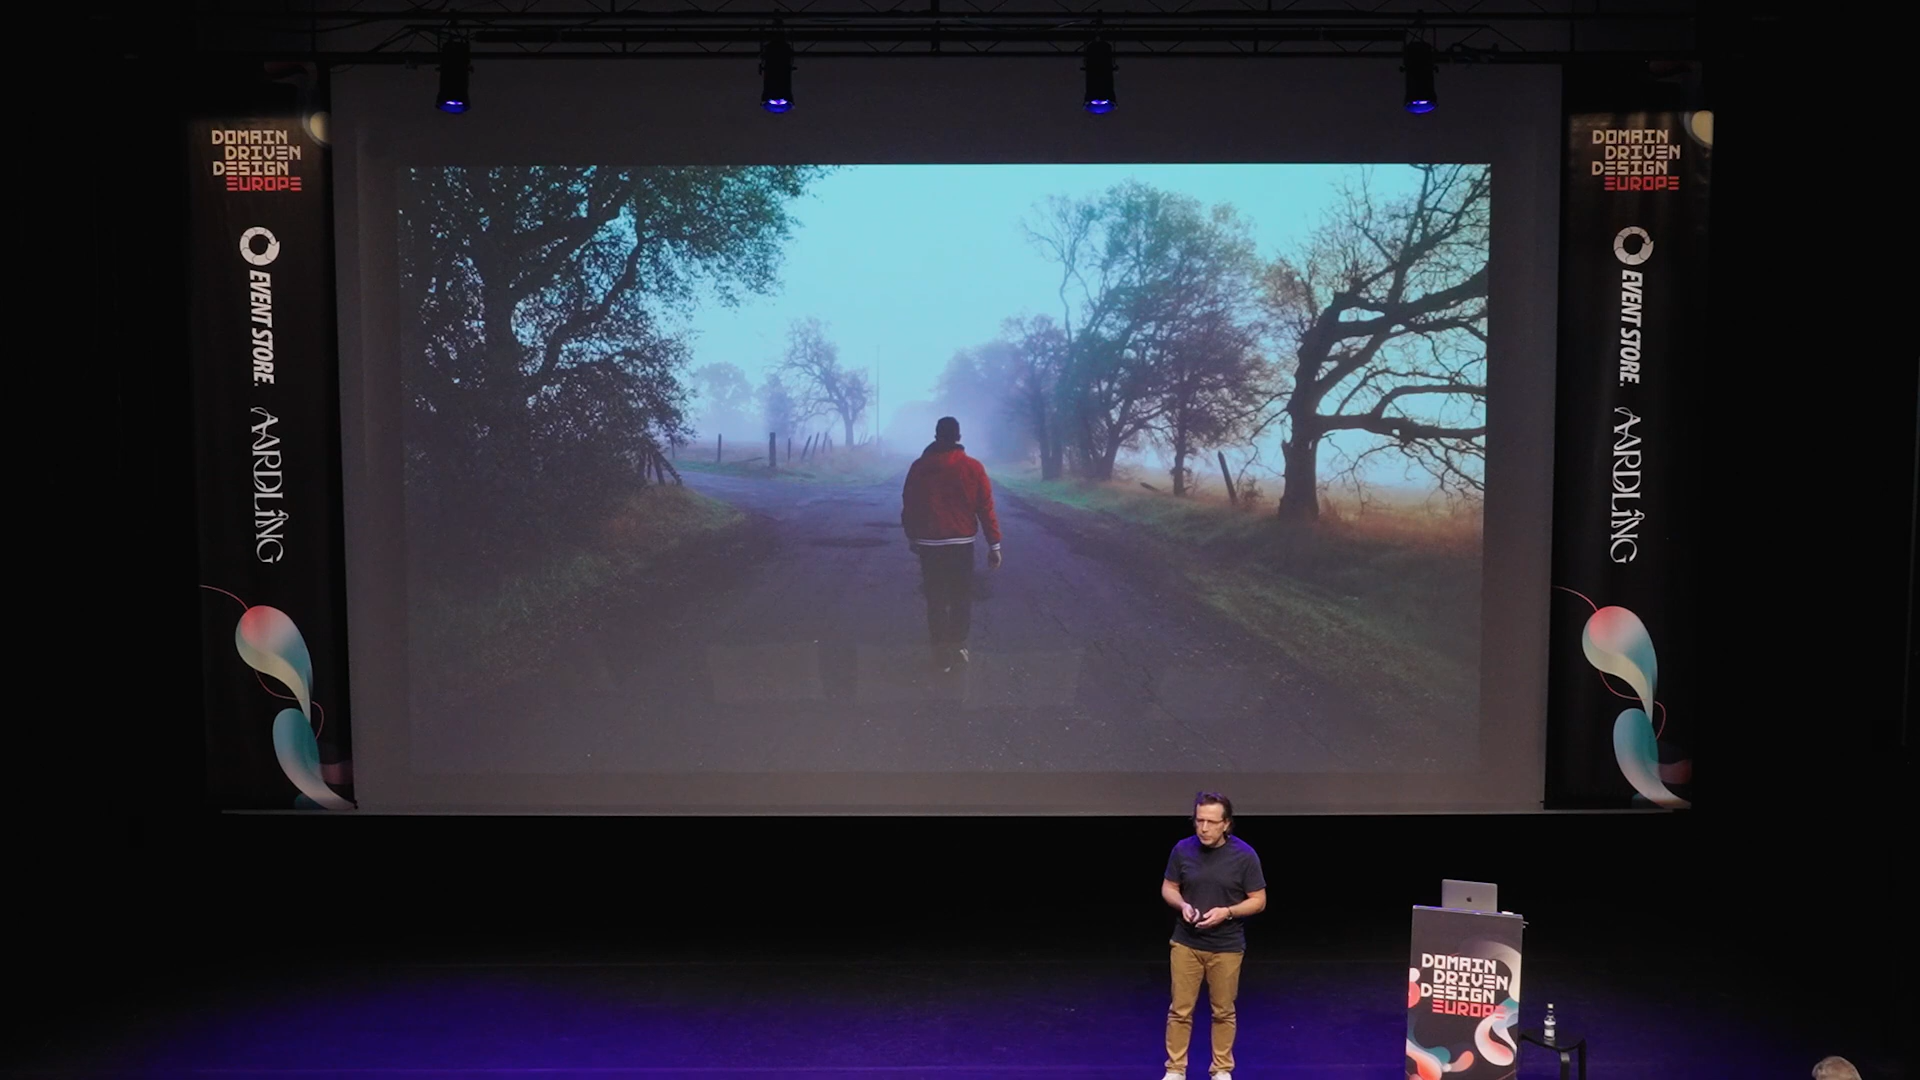 DOMAIN
DRIVEN
DESIGN
EUROPE
EVENT STORE
AARDLING
DOMAIN
DRIVEN
DESIGN
EUROPE
EVENT STORE
AARDLING
DOMAIN
DRIVEN
DESIGN
EUROPE